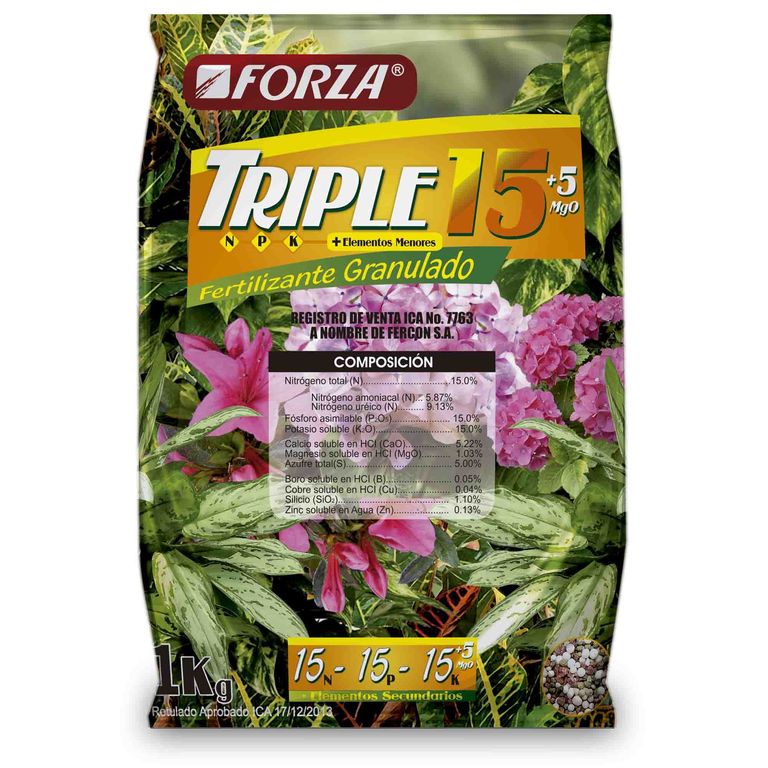 FORZA®
TRIPLE 15 +5 MgO
N P K + Elementos Menores
Fertilizante Granulado
REGISTRO DE VENTA ICA No. 7763
A NOMBRE DE FERCON S.A.
COMPOSICIÓN
Nitrógeno total (N)..........................15.0%
Nitrógeno amoniacal (N)... 5.87%
Nitrógeno uréico (N)......... 9.13%
Fósforo asimilable (P₂O₅)..................15.0%
Potasio soluble (K₂O)........................15.0%
Calcio soluble en HCl (CaO)..............5.22%
Magnesio soluble en HCl (MgO).........1.03%
Azufre total(S)..................................5.00%
Boro soluble en HCl (B).....................0.05%
Cobre soluble en HCl (Cu)..................0.04%
Silicio (SiO₂)....................................1.10%
Zinc soluble en Agua (Zn)..................0.13%
15N - 15P - 15K +5 MgO
+ Elementos Secundarios
1Kg
Rotulado Aprobado ICA 17/12/2013